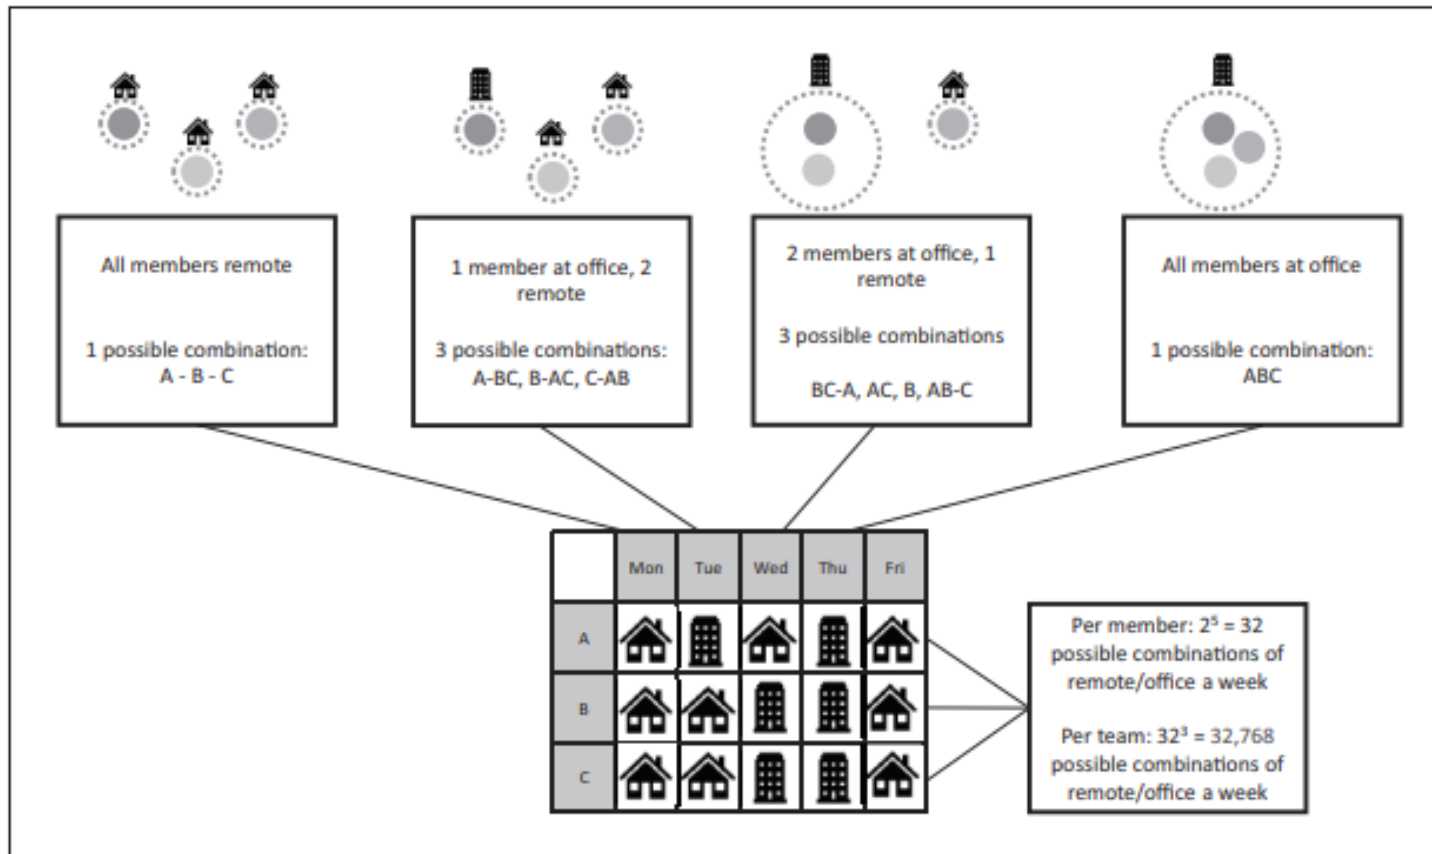 All members remote
1 possible combination:
A - B - C
1 member at office, 2
remote
3 possible combinations:
A-BC, B-AC, C-AB
2 members at office, 1
remote
3 possible combinations
BC-A, AC, B, AB-C
All members at office
1 possible combination:
ABC
Mon Tue Wed Thu Fri
A
B
C
Per member: 2⁵ = 32
possible combinations of
remote/office a week
Per team: 32³ = 32,768
possible combinations of
remote/office a week